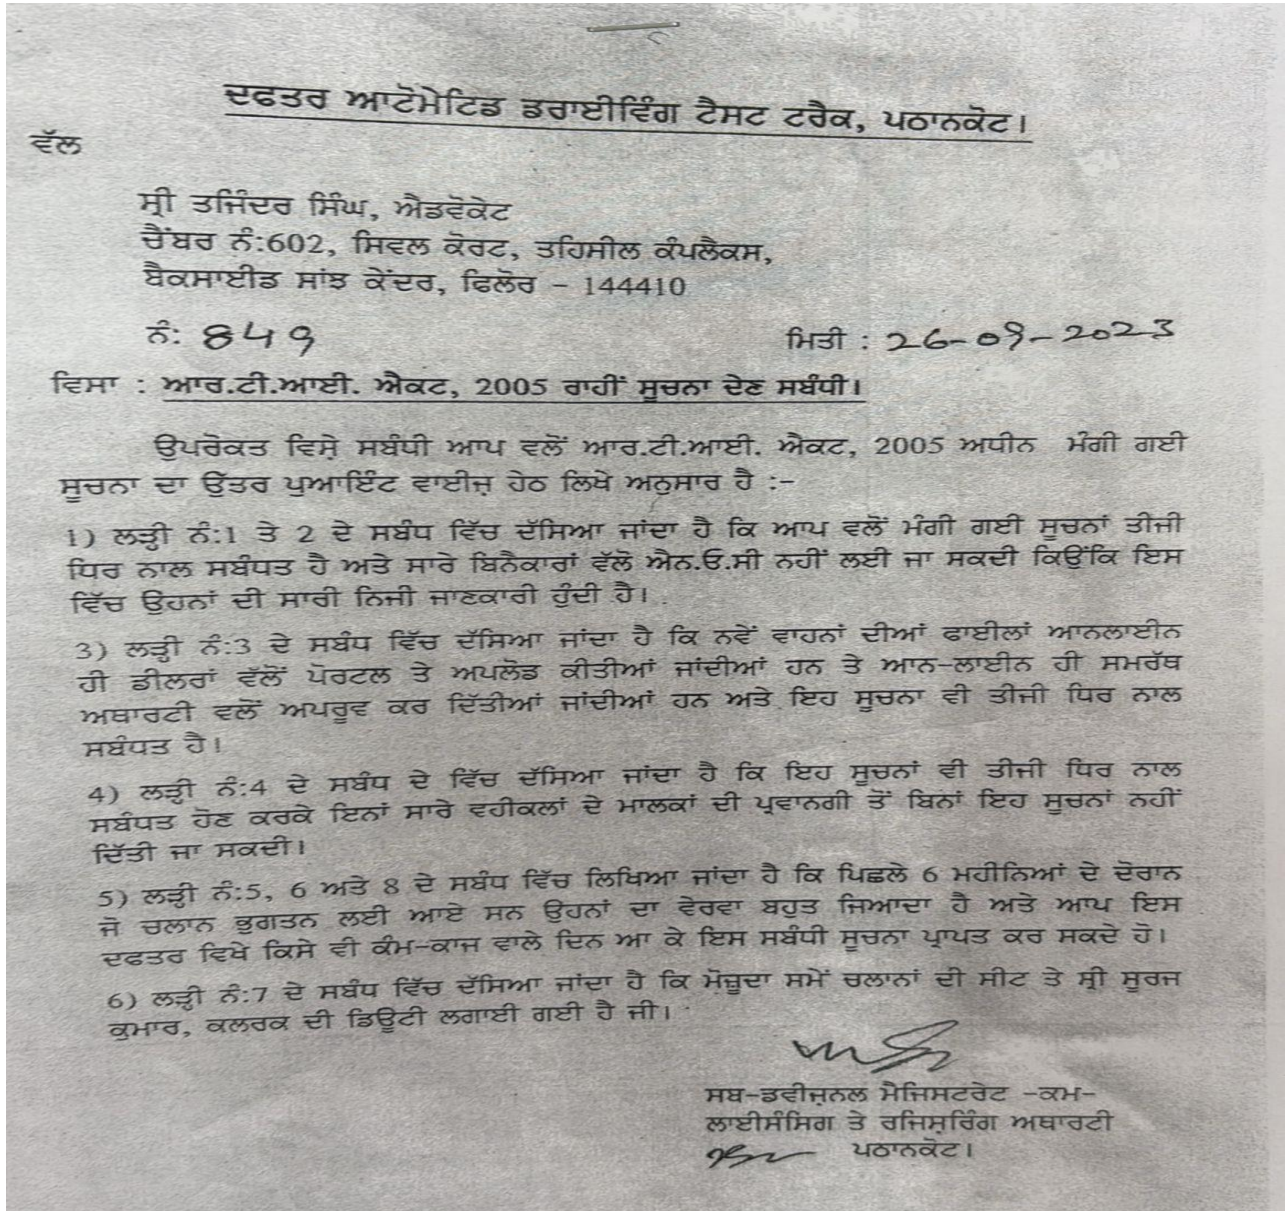 ਦਫਤਰ ਆਟੋਮੇਟਿਡ ਡਰਾਈਵਿੰਗ ਟੈਸਟ ਟਰੈਕ, ਪਠਾਨਕੋਟ।
ਵੱਲ
ਸ੍ਰੀ ਤਜਿੰਦਰ ਸਿੰਘ, ਐਡਵੋਕੇਟ
ਚੈਂਬਰ ਨੰ:602, ਸਿਵਲ ਕੋਰਟ, ਤਹਿਸੀਲ ਕੰਪਲੈਕਸ,
ਬੈਕਸਾਈਡ ਸਾਂਝ ਕੇਂਦਰ, ਫਿਲੌਰ - 144410
ਨੰ: 849 ਮਿਤੀ : 26-09-2023
ਵਿਸਾ : ਆਰ.ਟੀ.ਆਈ. ਐਕਟ, 2005 ਰਾਹੀਂ ਸੂਚਨਾ ਦੇਣ ਸਬੰਧੀ।
ਉਪਰੋਕਤ ਵਿਸੇ ਸਬੰਧੀ ਆਪ ਵਲੋਂ ਆਰ.ਟੀ.ਆਈ. ਐਕਟ, 2005 ਅਧੀਨ ਮੰਗੀ ਗਈ
ਸੂਚਨਾ ਦਾ ਉੱਤਰ ਪੁਆਇੰਟ ਵਾਈਜ਼ ਹੇਠ ਲਿਖੇ ਅਨੁਸਾਰ ਹੈ :-
1) ਲੜ੍ਹੀ ਨੰ:1 ਤੇ 2 ਦੇ ਸਬੰਧ ਵਿੱਚ ਦੱਸਿਆ ਜਾਂਦਾ ਹੈ ਕਿ ਆਪ ਵਲੋਂ ਮੰਗੀ ਗਈ ਸੂਚਨਾਂ ਤੀਜੀ
ਧਿਰ ਨਾਲ ਸਬੰਧਤ ਹੈ ਅਤੇ ਸਾਰੇ ਬਿਨੈਕਾਰਾਂ ਵੱਲੋ ਐਨ.ਓ.ਸੀ ਨਹੀਂ ਲਈ ਜਾ ਸਕਦੀ ਕਿਉਂਕਿ ਇਸ
ਵਿੱਚ ਉਹਨਾਂ ਦੀ ਸਾਰੀ ਨਿਜੀ ਜਾਣਕਾਰੀ ਹੁੰਦੀ ਹੈ।
3) ਲੜ੍ਹੀ ਨੰ:3 ਦੇ ਸਬੰਧ ਵਿੱਚ ਦੱਸਿਆ ਜਾਂਦਾ ਹੈ ਕਿ ਨਵੇਂ ਵਾਹਨਾਂ ਦੀਆਂ ਫਾਈਲਾਂ ਆਨਲਾਈਨ
ਹੀ ਡੀਲਰਾਂ ਵੱਲੋਂ ਪੋਰਟਲ ਤੇ ਅਪਲੋਡ ਕੀਤੀਆਂ ਜਾਂਦੀਆਂ ਹਨ ਤੇ ਆਨ-ਲਾਈਨ ਹੀ ਸਮਰੱਥ
ਅਥਾਰਟੀ ਵਲੋਂ ਅਪਰੂਵ ਕਰ ਦਿੱਤੀਆਂ ਜਾਂਦੀਆਂ ਹਨ ਅਤੇ ਇਹ ਸੂਚਨਾ ਵੀ ਤੀਜੀ ਧਿਰ ਨਾਲ
ਸਬੰਧਤ ਹੈ।
4) ਲੜ੍ਹੀ ਨੰ:4 ਦੇ ਸਬੰਧ ਦੇ ਵਿੱਚ ਦੱਸਿਆ ਜਾਂਦਾ ਹੈ ਕਿ ਇਹ ਸੂਚਨਾਂ ਵੀ ਤੀਜੀ ਧਿਰ ਨਾਲ
ਸਬੰਧਤ ਹੋਣ ਕਰਕੇ ਇਨਾਂ ਸਾਰੇ ਵਹੀਕਲਾਂ ਦੇ ਮਾਲਕਾਂ ਦੀ ਪ੍ਰਵਾਨਗੀ ਤੋਂ ਬਿਨਾਂ ਇਹ ਸੂਚਨਾਂ ਨਹੀਂ
ਦਿੱਤੀ ਜਾ ਸਕਦੀ।
5) ਲੜ੍ਹੀ ਨੰ:5, 6 ਅਤੇ 8 ਦੇ ਸਬੰਧ ਵਿੱਚ ਲਿਖਿਆ ਜਾਂਦਾ ਹੈ ਕਿ ਪਿਛਲੇ 6 ਮਹੀਨਿਆਂ ਦੇ ਦੌਰਾਨ
ਜੋ ਚਲਾਨ ਭੁਗਤਨ ਲਈ ਆਏ ਸਨ ਉਹਨਾਂ ਦਾ ਵੇਰਵਾ ਬਹੁਤ ਜਿਆਦਾ ਹੈ ਅਤੇ ਆਪ ਇਸ
ਦਫਤਰ ਵਿਖੇ ਕਿਸੇ ਵੀ ਕੰਮ-ਕਾਜ ਵਾਲੇ ਦਿਨ ਆ ਕੇ ਇਸ ਸਬੰਧੀ ਸੂਚਨਾ ਪ੍ਰਾਪਤ ਕਰ ਸਕਦੇ ਹੋ।
6) ਲੜ੍ਹੀ ਨੰ:7 ਦੇ ਸਬੰਧ ਵਿੱਚ ਦੱਸਿਆ ਜਾਂਦਾ ਹੈ ਕਿ ਮੌਜ਼ੂਦਾ ਸਮੇਂ ਚਲਾਨਾਂ ਦੀ ਸੀਟ ਤੇ ਸ੍ਰੀ ਸੂਰਜ
ਕੁਮਾਰ, ਕਲਰਕ ਦੀ ਡਿਊਟੀ ਲਗਾਈ ਗਈ ਹੈ ਜੀ।
ਸਬ-ਡਵੀਜ਼ਨਲ ਮੈਜਿਸਟਰੇਟ -ਕਮ-
ਲਾਈਸੰਸਿਗ ਤੇ ਰਜਿਸ਼ਰਿੰਗ ਅਥਾਰਟੀ
ਪਠਾਨਕੋਟ।